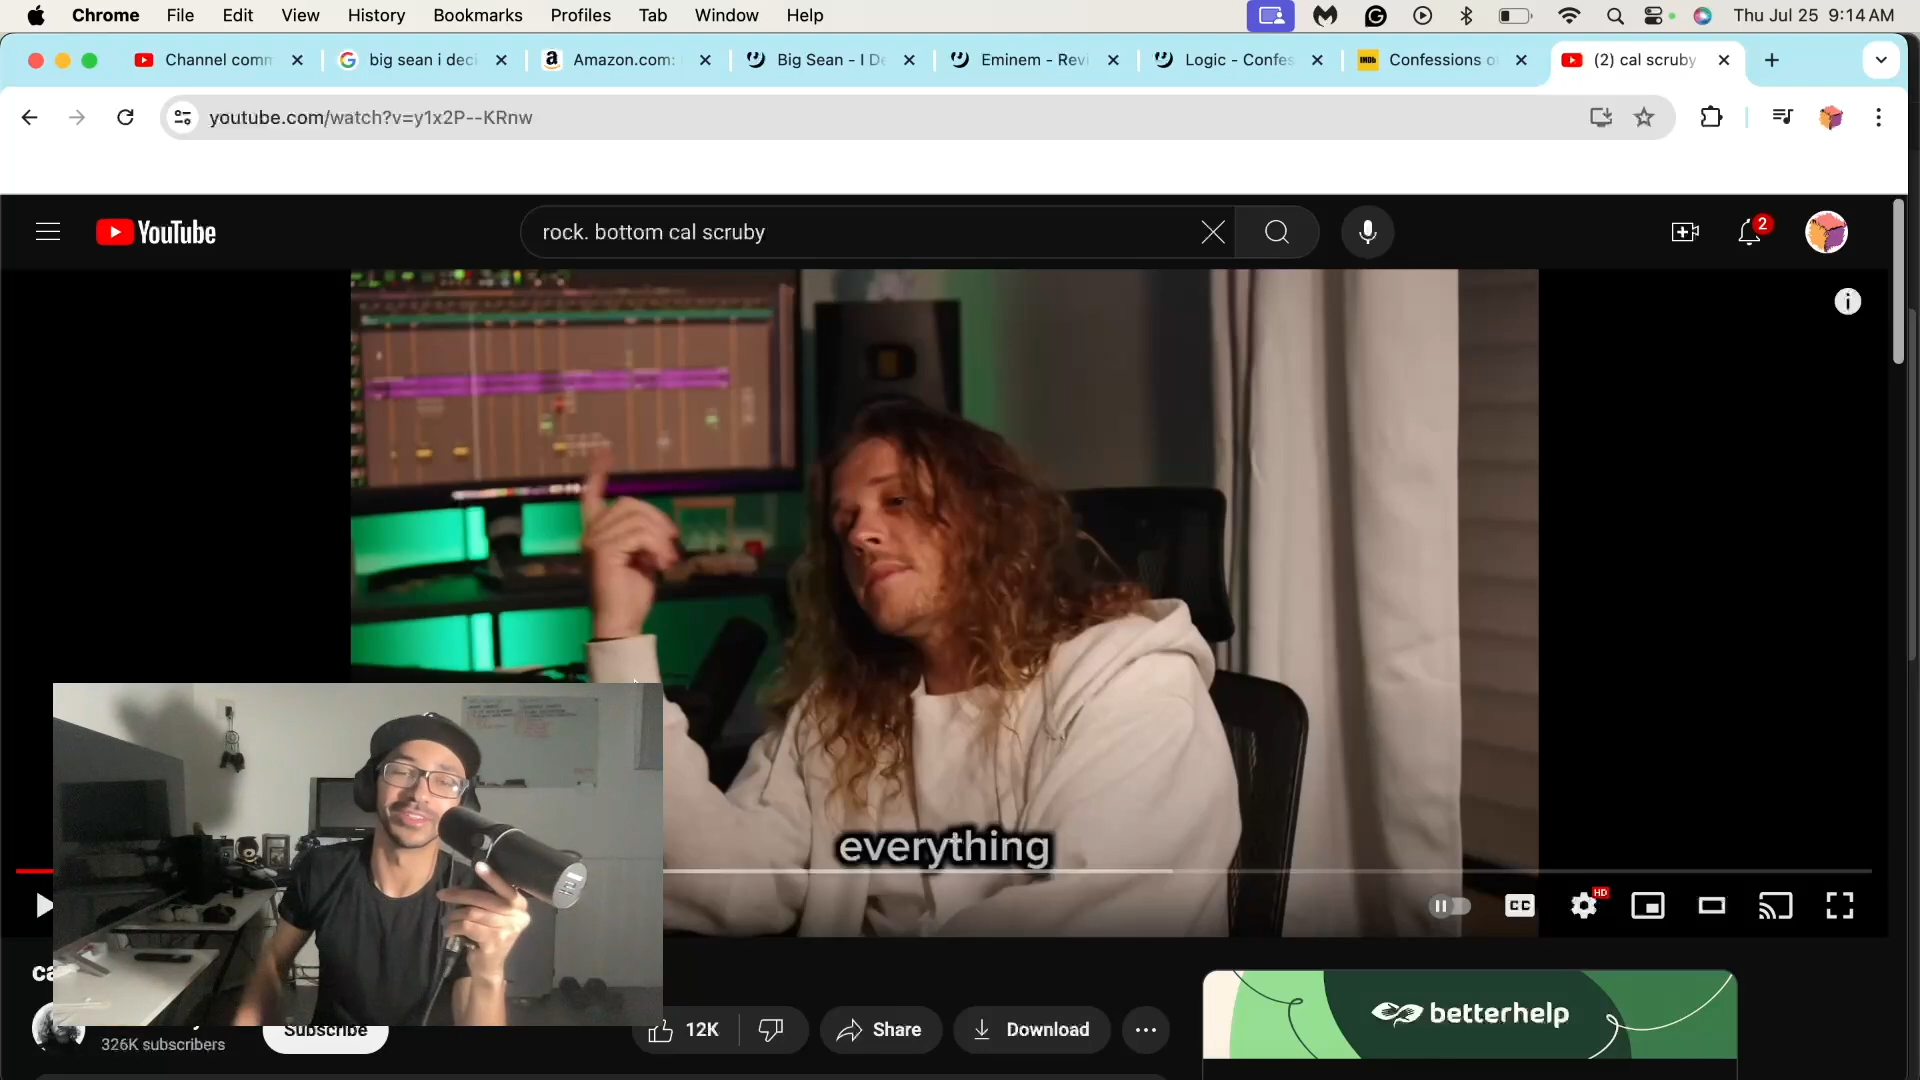 Chrome File Edit View History Bookmarks Profiles Tab Window Help Thu Jul 25 9:14 AM
Channel comm big sean i deci Amazon.com: Big Sean - I De Eminem - Revi Logic - Confes Confessions o (2) cal scruby
youtube.com/watch?v=y1x2P--KRnw
YouTube rock. bottom cal scruby 2
everything
HD
CC
ca
Subscribe 12K Share Download
326K subscribers
betterhelp